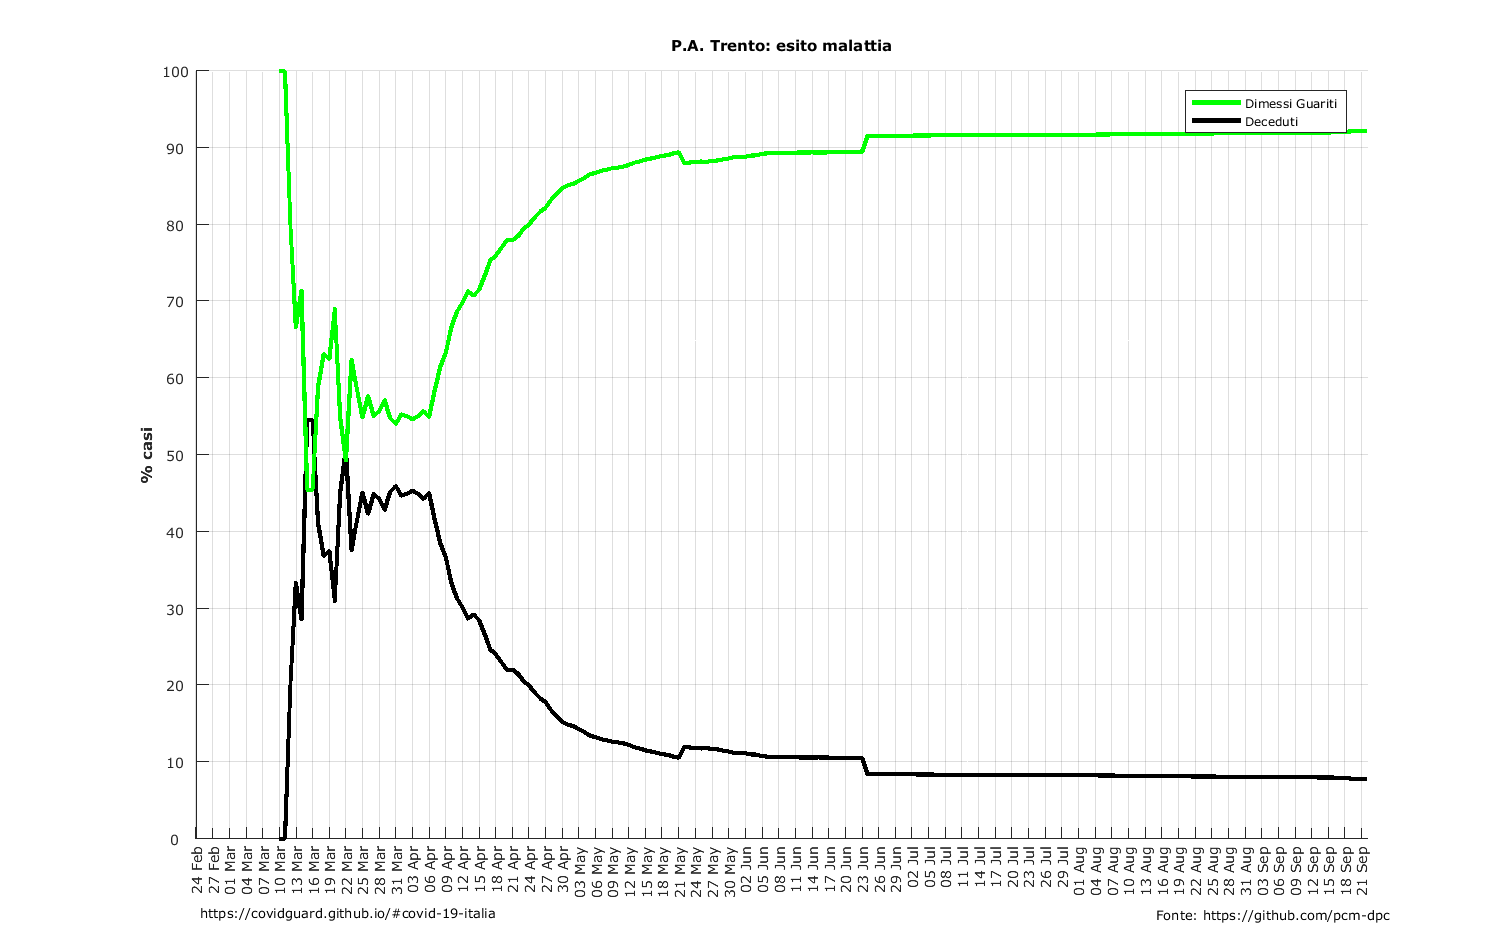 P.A. Trento: esito malattia
100
90
80
70
60
50
40
30
20
10
0
% casi
Dimessi Guariti
Deceduti
24 Feb
27 Feb
01 Mar
04 Mar
07 Mar
10 Mar
13 Mar
16 Mar
19 Mar
22 Mar
25 Mar
28 Mar
31 Mar
03 Apr
06 Apr
09 Apr
12 Apr
15 Apr
18 Apr
21 Apr
24 Apr
27 Apr
30 Apr
03 May
06 May
09 May
12 May
15 May
18 May
21 May
24 May
27 May
30 May
02 Jun
05 Jun
08 Jun
11 Jun
14 Jun
17 Jun
20 Jun
23 Jun
26 Jun
29 Jun
02 Jul
05 Jul
08 Jul
11 Jul
14 Jul
17 Jul
20 Jul
23 Jul
26 Jul
29 Jul
01 Aug
04 Aug
07 Aug
10 Aug
13 Aug
16 Aug
19 Aug
22 Aug
25 Aug
28 Aug
31 Aug
03 Sep
06 Sep
09 Sep
12 Sep
15 Sep
18 Sep
21 Sep
https://covidguard.github.io/#covid-19-italia
Fonte: https://github.com/pcm-dpc